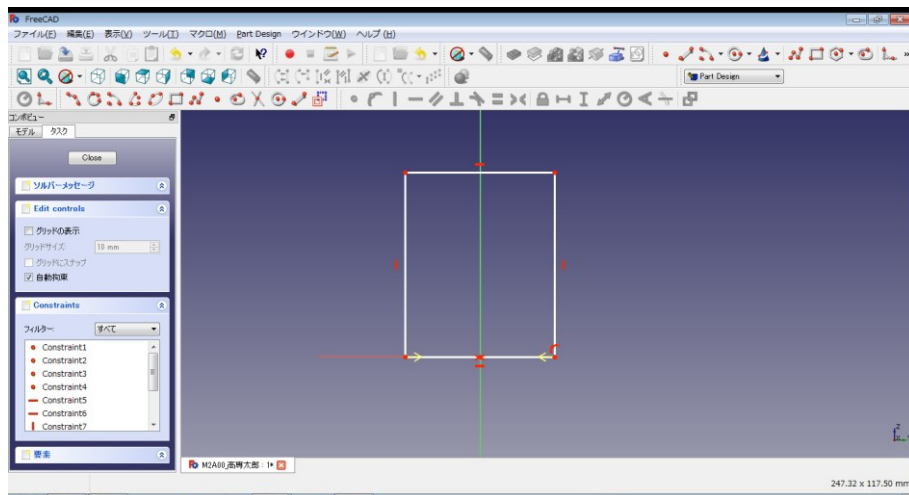 FreeCAD
ファイル(F) 編集(E) 表示(V) ツール(T) マクロ(M) Part Design ウインドウ(W) ヘルプ(H)
Part Design
コンボビュー
モデル タスク
Close
ソルバーメッセージ
Edit controls
グリッドの表示
グリッドサイズ: 10 mm
グリッドにスナップ
自動拘束
Constraints
フィルター: すべて
Constraint1
Constraint2
Constraint3
Constraint4
Constraint5
Constraint6
Constraint7
要素
M2A00_高専太郎 : 1*
z
247.32 x 117.50 mm